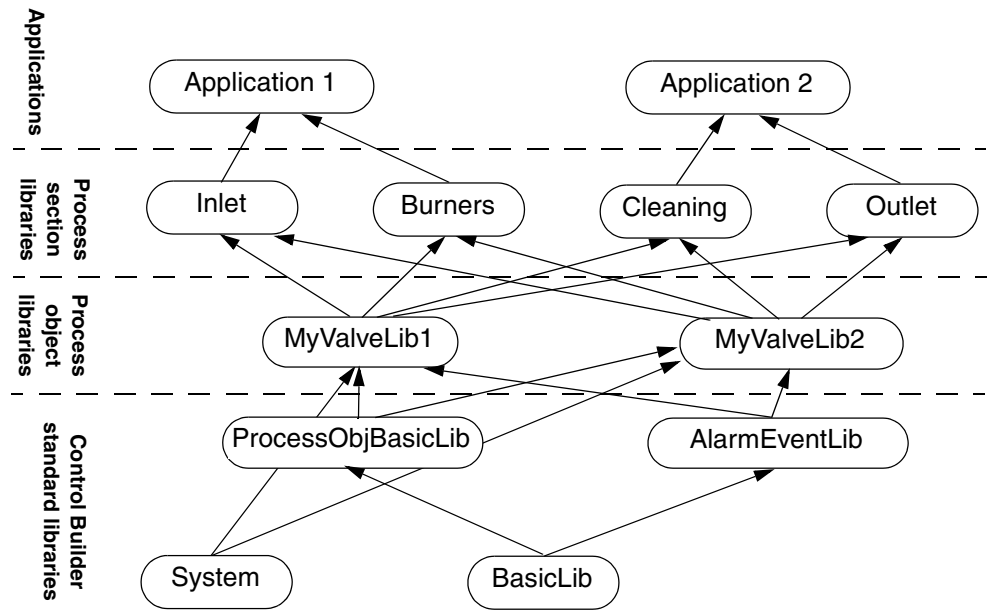 Applications
Application 1
Application 2
Process
section
libraries
Inlet
Burners
Cleaning
Outlet
Process
object
libraries
MyValveLib1
MyValveLib2
Control Builder
standard libraries
ProcessObjBasicLib
AlarmEventLib
System
BasicLib